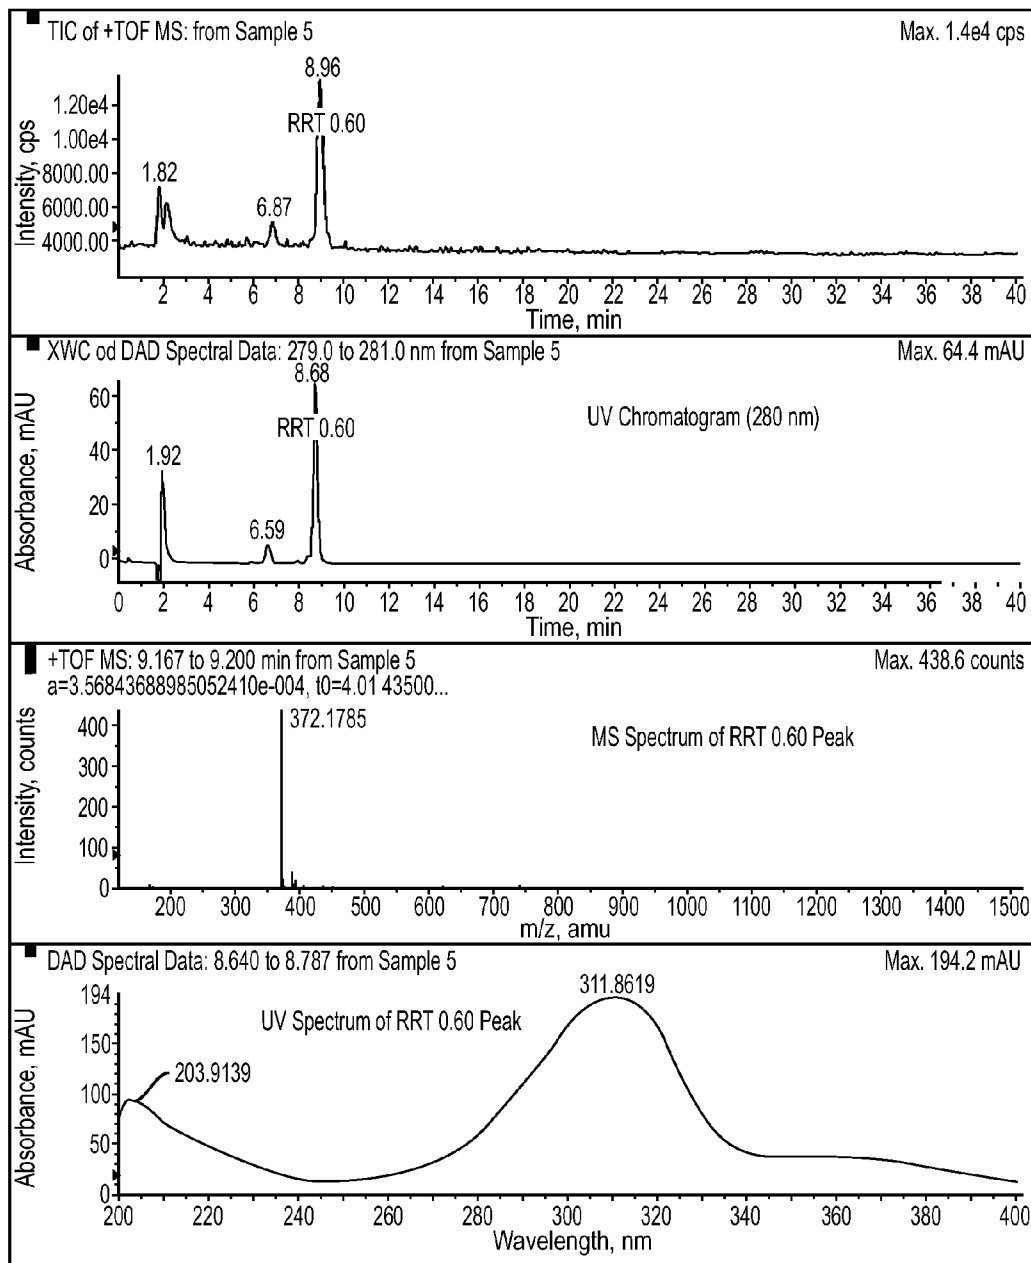 TIC of +TOF MS: from Sample 5 Max. 1.4e4 cps
8.96
RRT 0.60
1.82
6.87
Intensity, cps
1.20e4
1.00e4
8000.00
6000.00
4000.00
2 4 6 8 10 12 14 16 18 20 22 24 26 28 30 32 34 36 38 40
Time, min
XWC od DAD Spectral Data: 279.0 to 281.0 nm from Sample 5 Max. 64.4 mAU
8.68
RRT 0.60
UV Chromatogram (280 nm)
1.92
6.59
Absorbance, mAU
60
40
20
0
0 2 4 6 8 10 12 14 16 18 20 22 24 26 28 30 32 34 36 38 40
Time, min
+TOF MS: 9.167 to 9.200 min from Sample 5 Max. 438.6 counts
a=3.56843688985052410e-004, t0=4.01 43500...
372.1785
MS Spectrum of RRT 0.60 Peak
Intensity, counts
400
300
200
100
0
200 300 400 500 600 700 800 900 1000 1100 1200 1300 1400 1500
m/z, amu
DAD Spectral Data: 8.640 to 8.787 from Sample 5 Max. 194.2 mAU
311.8619
UV Spectrum of RRT 0.60 Peak
203.9139
Absorbance, mAU
194
150
100
50
0
200 220 240 260 280 300 320 340 360 380 400
Wavelength, nm